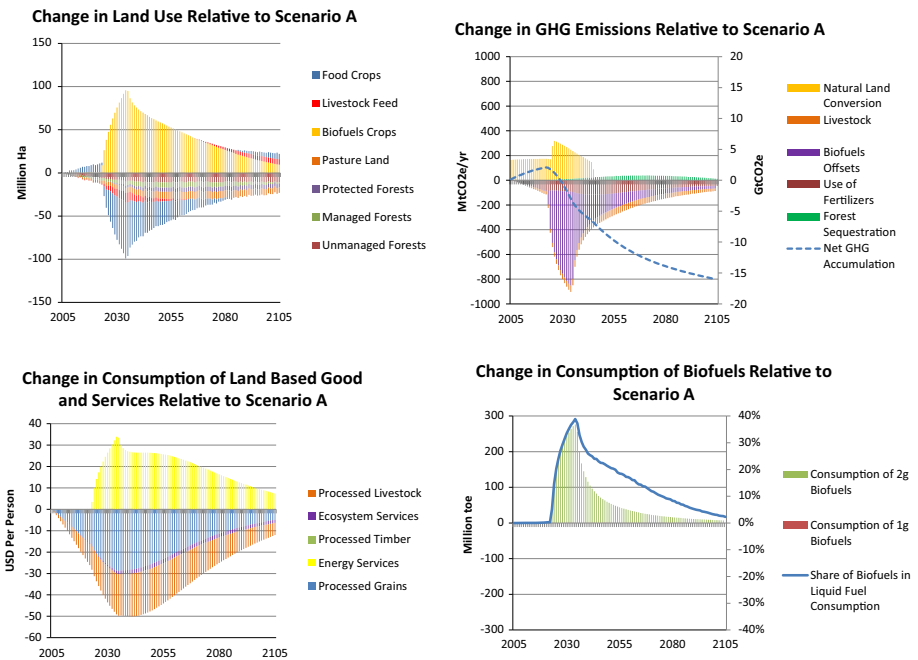 Change in Land Use Relative to Scenario A
150
100
50
0
-50
-100
-150
Million Ha
2005 2030 2055 2080 2105
Food Crops
Livestock Feed
Biofuels Crops
Pasture Land
Protected Forests
Managed Forests
Unmanaged Forests
Change in GHG Emissions Relative to Scenario A
1000
800
600
400
200
0
-200
-400
-600
-800
-1000
MtCO2e/yr
20
15
10
5
0
-5
-10
-15
-20
GtCO2e
2005 2030 2055 2080 2105
Natural Land
Conversion
Livestock
Biofuels
Offsets
Use of
Fertilizers
Forest
Sequestration
Net GHG
Accumulation
Change in Consumption of Land Based Good
and Services Relative to Scenario A
40
30
20
10
0
-10
-20
-30
-40
-50
-60
USD Per Person
2005 2030 2055 2080 2105
Processed Livestock
Ecosystem Services
Processed Timber
Energy Services
Processed Grains
Change in Consumption of Biofuels Relative to
Scenario A
300
200
100
0
-100
-200
-300
Million toe
40%
30%
20%
10%
0%
-10%
-20%
-30%
-40%
2005 2030 2055 2080 2105
Consumption of 2g
Biofuels
Consumption of 1g
Biofuels
Share of Biofuels in
Liquid Fuel
Consumption